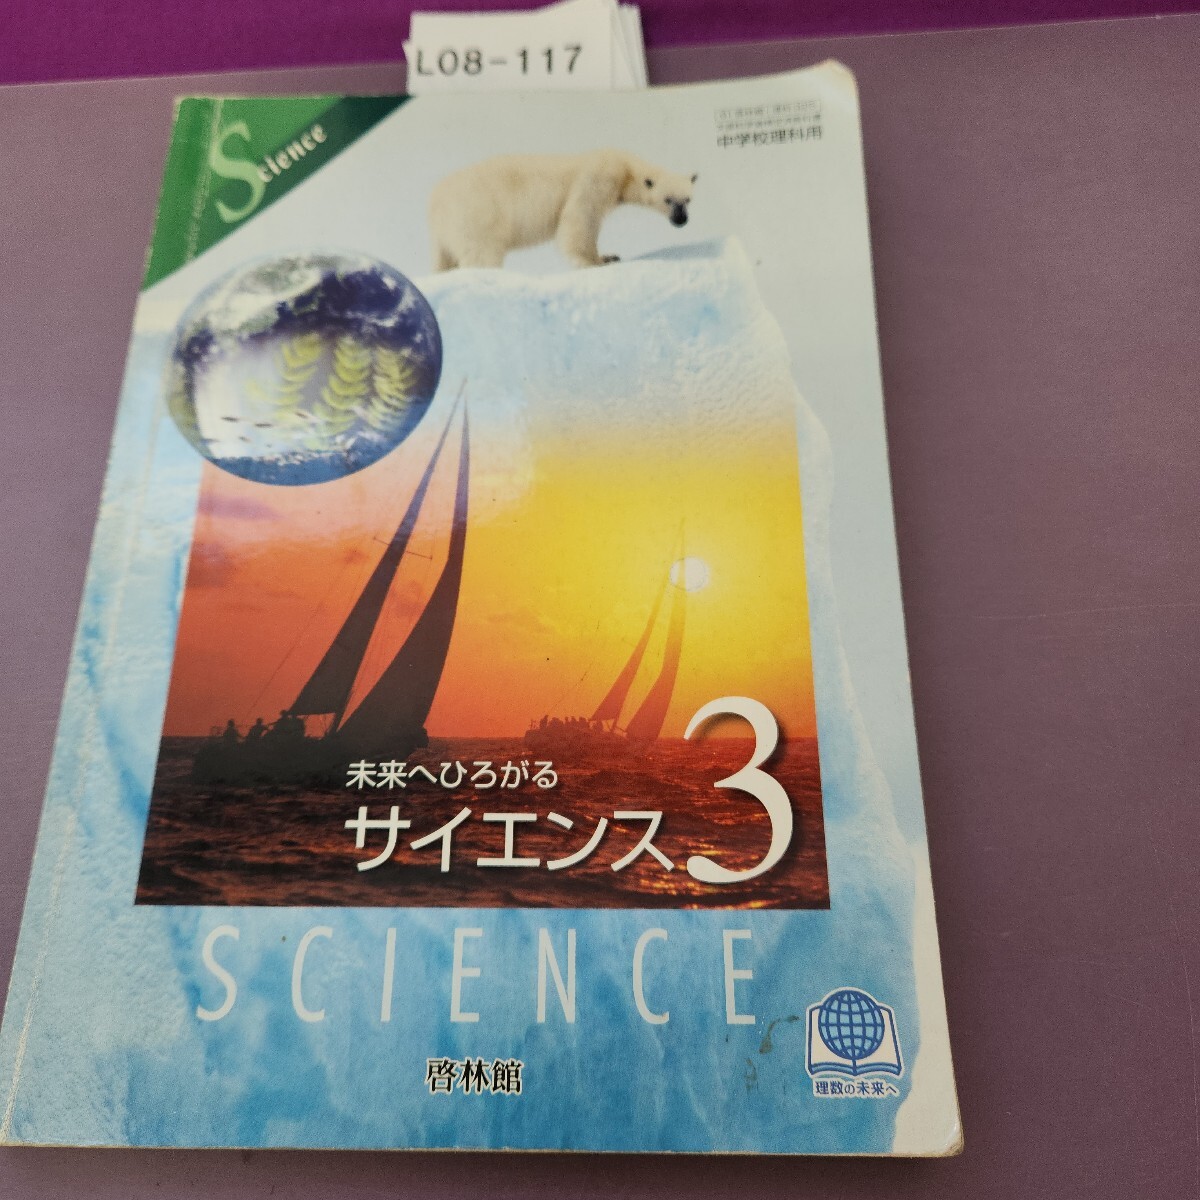 L08-117
Science
中学校理科用
未来へひろがる
サイエンス3
SCIENCE
啓林館
理数の未来へ